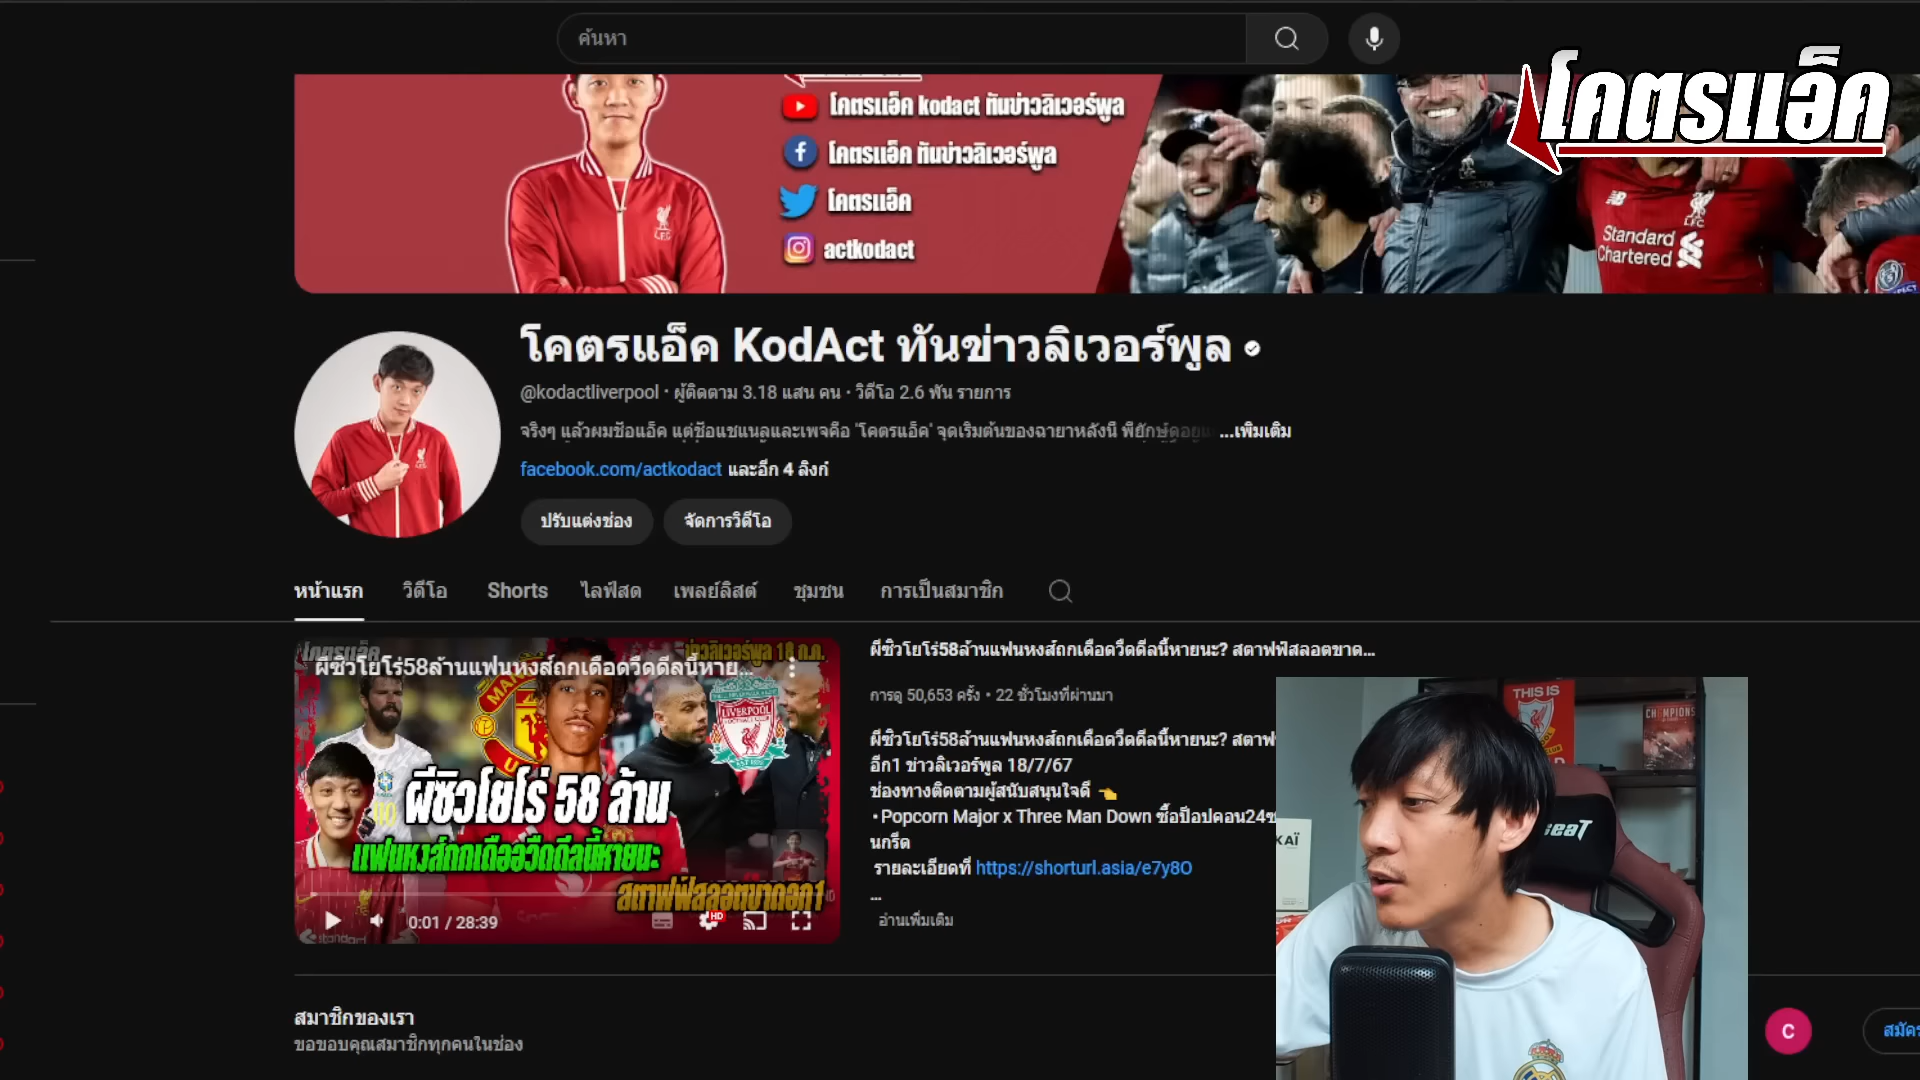 ค้นหา
โคตรแอ็ค
โคตรแอ็ค kodact ทันข่าวลิเวอร์พูล
โคตรแอ็ค ทันข่าวลิเวอร์พูล
โคตรแอ็ค
actkodact
Standard
Chartered
โคตรแอ็ค KodAct ทันข่าวลิเวอร์พูล
@kodactliverpool • ผู้ติดตาม 3.18 แสน คน • วิดีโอ 2.6 พัน รายการ
จริงๆ แล้วผมชื่อแอ็ค แต่ชื่อแชแนลและเพจคือ 'โคตรแอ็ค' จุดเริ่มต้นของฉายาหลังนี้ พี่ยักษ์ ...เพิ่มเติม
facebook.com/actkodact และอีก 4 ลิงก์
ปรับแต่งช่อง
จัดการวิดีโอ
หน้าแรก วิดีโอ Shorts ไลฟ์สด เพลย์ลิสต์ ชุมชน การเป็นสมาชิก
ผีซิวโยโร่58ล้านแฟนหงส์ถกเดือดวืดดีลนี้หาย...
ข่าวลิเวอร์พูล 18 ก.ค.
LIVERPOOL
ผีซิวโยโร่ 58 ล้าน
แฟนหงส์ถกเดือดวืดดีลนี้หายนะ
สตาฟฟ์สลอตขาดอีก1
0:01 / 28:39
HD
ผีซิวโยโร่58ล้านแฟนหงส์ถกเดือดวืดดีลนี้หายนะ? สตาฟฟ์สลอตขาด...
การดู 50,653 ครั้ง • 22 ชั่วโมงที่ผ่านมา
ผีซิวโยโร่58ล้านแฟนหงส์ถกเดือดวืดดีลนี้หายนะ? สตาฟ
อีก1 ข่าวลิเวอร์พูล 18/7/67
ช่องทางติดตามผู้สนับสนุนใจดี
• Popcorn Major x Three Man Down ซื้อป๊อปคอน24ช
นกรี๊ด
รายละเอียดที่ https://shorturl.asia/e7y8O
...
อ่านเพิ่มเติม
THIS IS
CHAMPIONS
KAÏ
seaT
สมาชิกของเรา
ขอขอบคุณสมาชิกทุกคนในช่อง
C
สมัคร